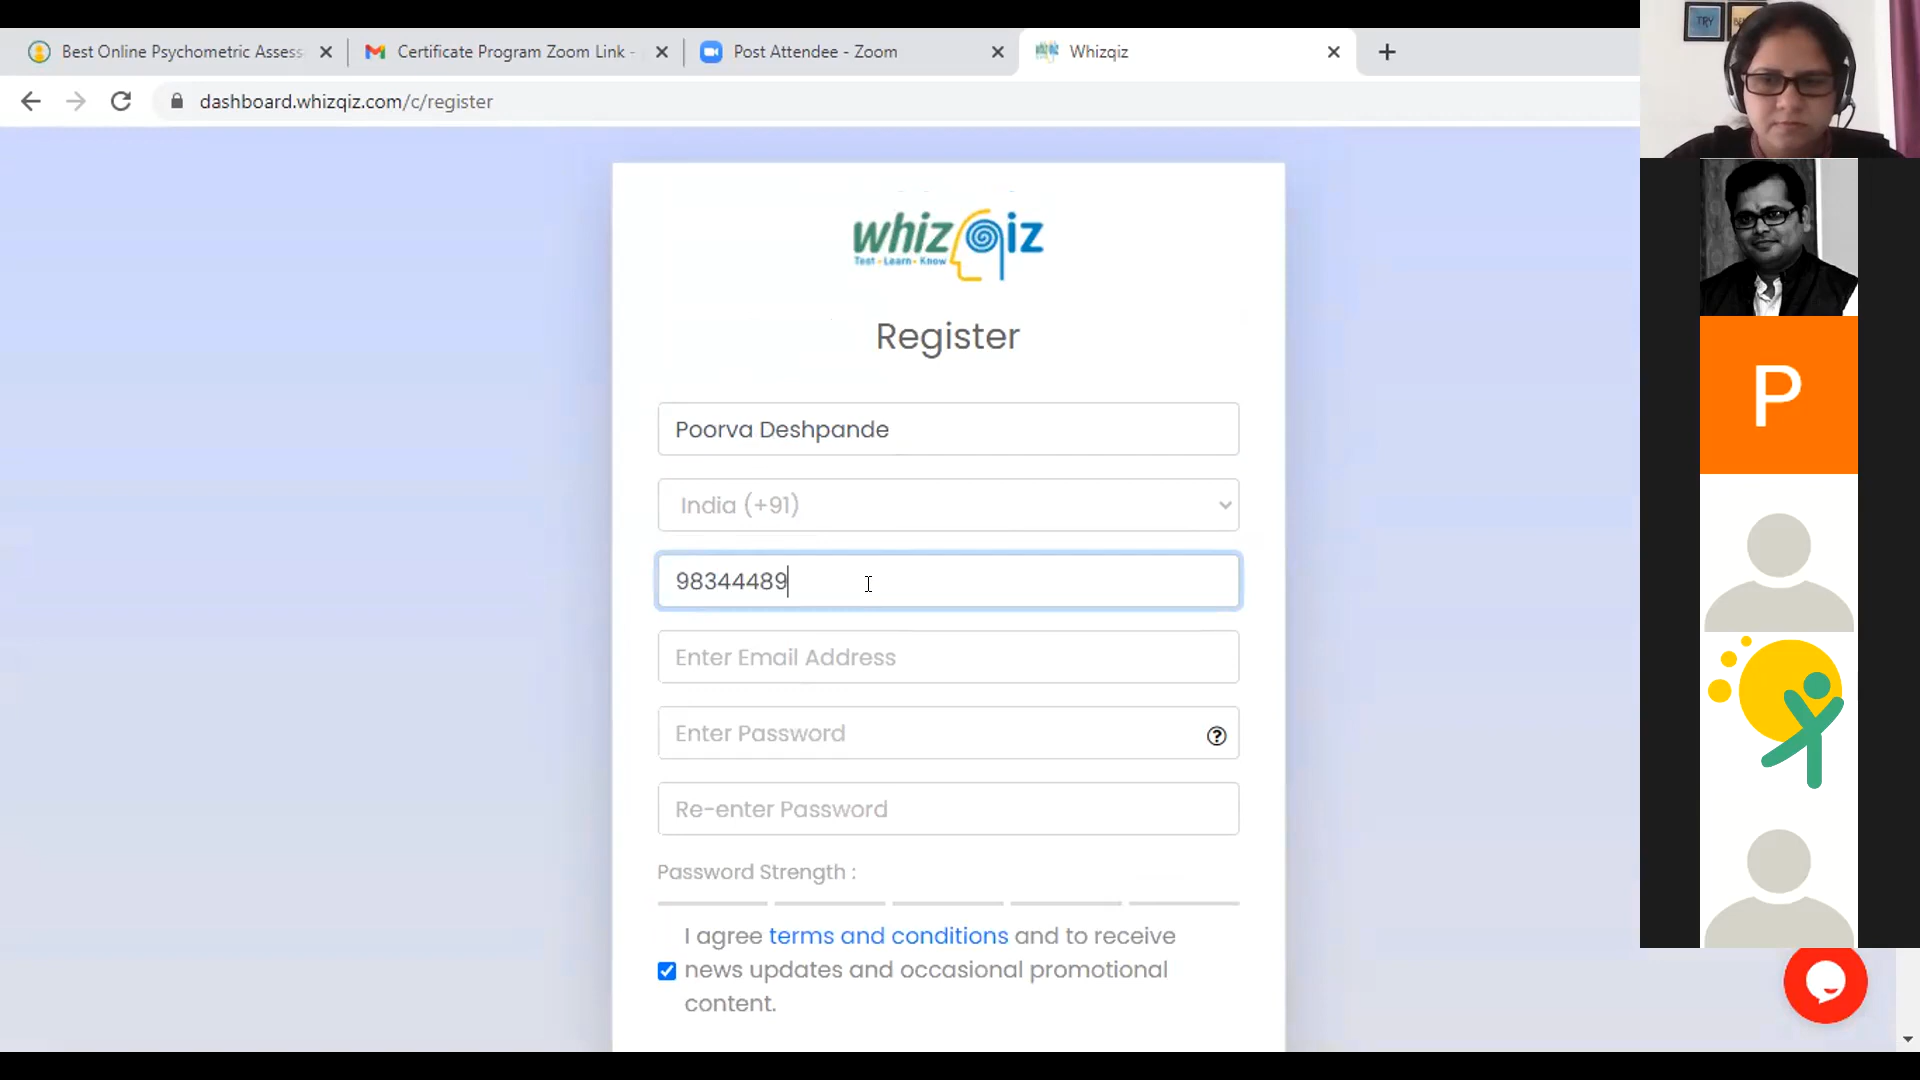 Best Online Psychometric Assess
Certificate Program Zoom Link -
Post Attendee - Zoom
Whizqiz
dashboard.whizqiz.com/c/register
TRY
whizqiz
Test - Learn - Know
Register
Poorva Deshpande
India (+91)
98344489
Enter Email Address
Enter Password
Re-enter Password
Password Strength :
I agree terms and conditions and to receive
news updates and occasional promotional
content.
P